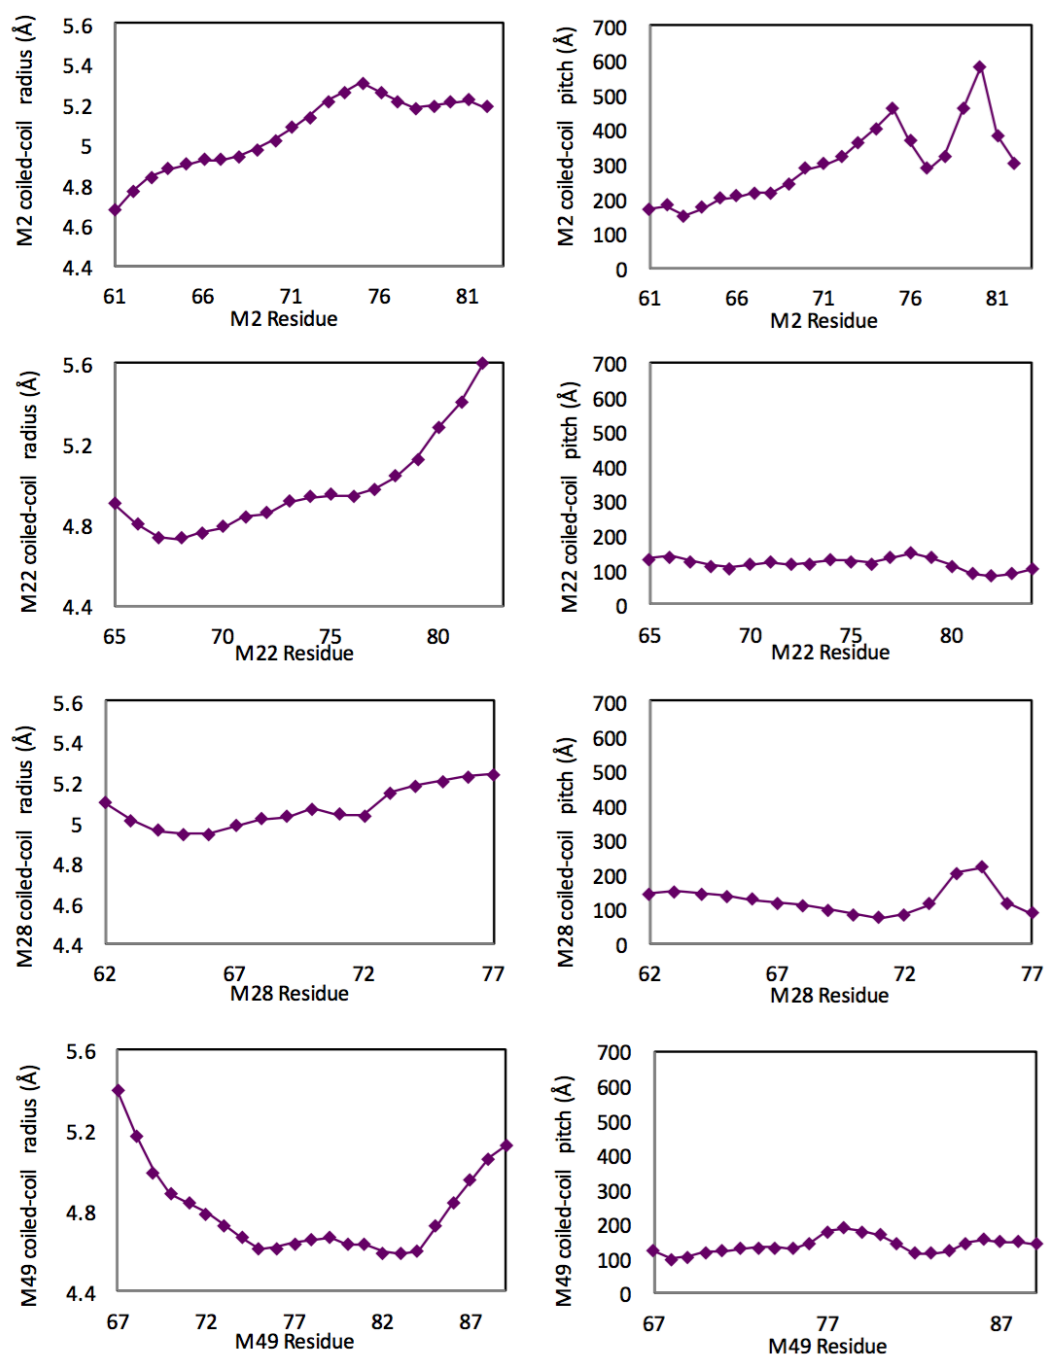 M2 coiled-coil radius (Å)
5.6
5.4
5.2
5
4.8
4.6
4.4
61 66 71 76 81
M2 Residue
M2 coiled-coil pitch (Å)
700
600
500
400
300
200
100
0
61 66 71 76 81
M2 Residue
M22 coiled-coil radius (Å)
5.6
5.2
4.8
4.4
65 70 75 80
M22 Residue
M22 coiled-coil pitch (Å)
700
600
500
400
300
200
100
0
65 70 75 80
M22 Residue
M28 coiled-coil radius (Å)
5.6
5.4
5.2
5
4.8
4.6
4.4
62 67 72 77
M28 Residue
M28 coiled-coil pitch (Å)
700
600
500
400
300
200
100
0
62 67 72 77
M28 Residue
M49 coiled-coil radius (Å)
5.6
5.2
4.8
4.4
67 72 77 82 87
M49 Residue
M49 coiled-coil pitch (Å)
700
600
500
400
300
200
100
0
67 77 87
M49 Residue